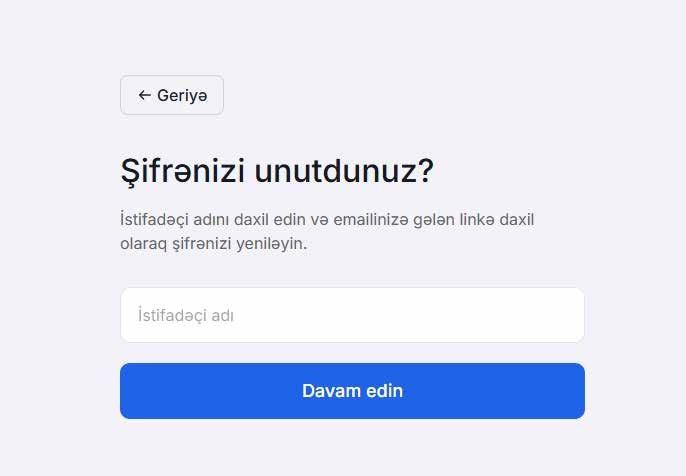 ← Geriyə
Şifrənizi unutdunuz?
İstifadəçi adını daxil edin və emailinizə gələn linkə daxil
olaraq şifrənizi yeniləyin.
İstifadəçi adı
Davam edin